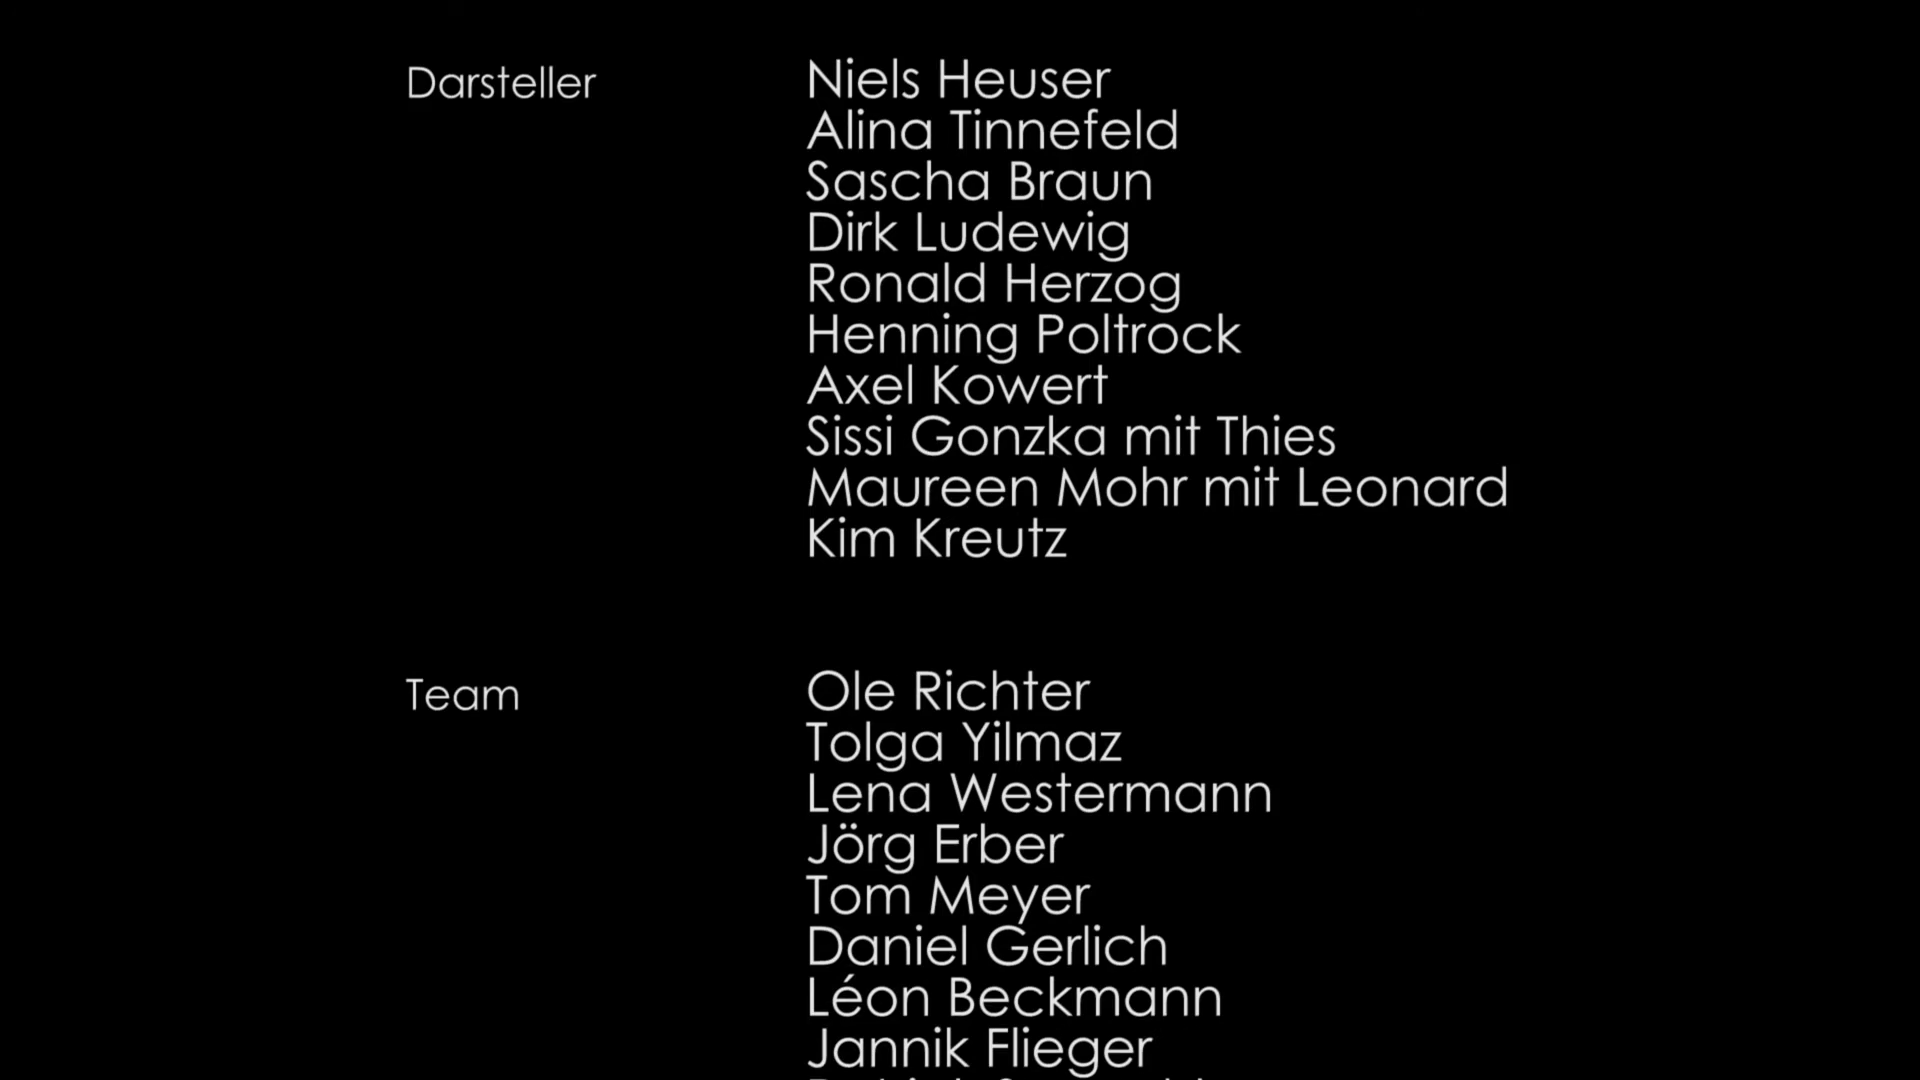 Darsteller Niels Heuser
Alina Tinnefeld
Sascha Braun
Dirk Ludewig
Ronald Herzog
Henning Poltrock
Axel Kowert
Sissi Gonzka mit Thies
Maureen Mohr mit Leonard
Kim Kreutz
Team Ole Richter
Tolga Yilmaz
Lena Westermann
Jörg Erber
Tom Meyer
Daniel Gerlich
Léon Beckmann
Jannik Flieger